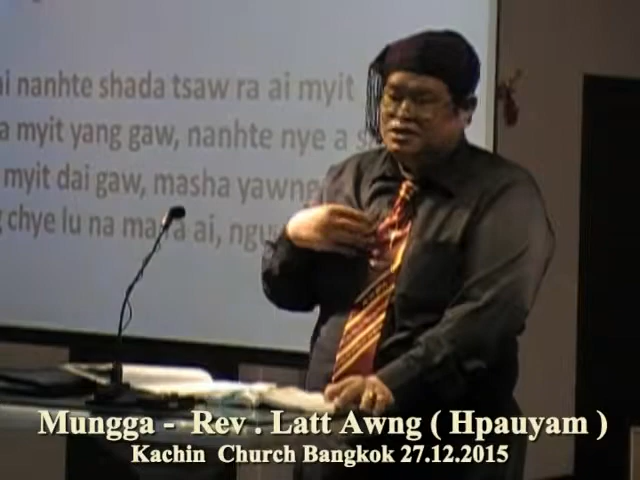 ai nanhte shada tsaw ra ai myit
a myit yang gaw, nanhte nye a
myit dai gaw, masha yawng
chye lu na ma ra ai,
Mungga - Rev . Latt Awng ( Hpauyam )
Kachin Church Bangkok 27.12.2015